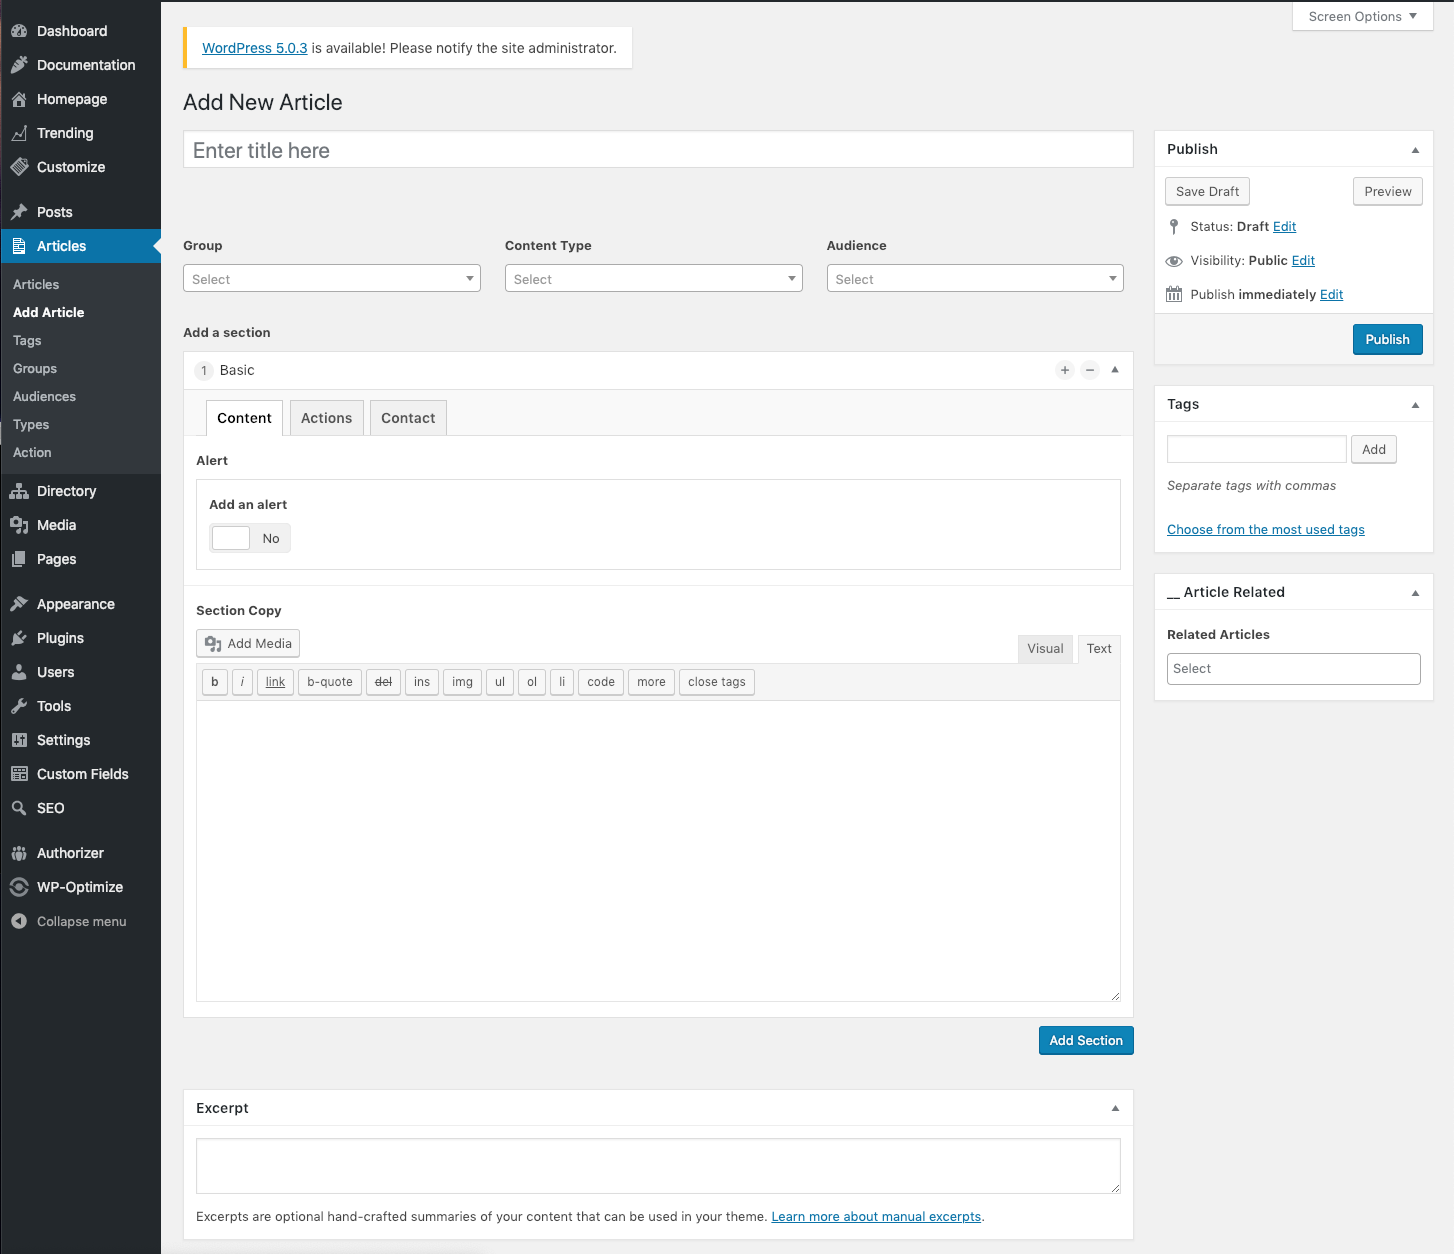 Dashboard
Documentation
Homepage
Trending
Customize
Posts
Articles
Articles
Add Article
Tags
Groups
Audiences
Types
Action
Directory
Media
Pages
Appearance
Plugins
Users
Tools
Settings
Custom Fields
SEO
Authorizer
WP-Optimize
Collapse menu
Screen Options
WordPress 5.0.3 is available! Please notify the site administrator.
Add New Article
Enter title here
Group Content Type Audience
Select Select Select
Add a section
1 Basic
Content Actions Contact
Alert
Add an alert
No
Section Copy
Add Media
Visual Text
b i link b-quote del ins img ul ol li code more close tags
Add Section
Excerpt
Excerpts are optional hand-crafted summaries of your content that can be used in your theme. Learn more about manual excerpts.
Publish
Save Draft Preview
Status: Draft Edit
Visibility: Public Edit
Publish immediately Edit
Publish
Tags
Add
Separate tags with commas
Choose from the most used tags
__ Article Related
Related Articles
Select